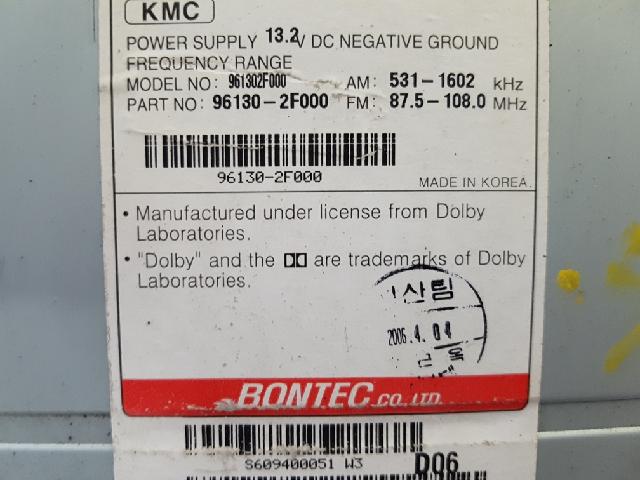 KMC
POWER SUPPLY 13.2V DC NEGATIVE GROUND
FREQUENCY RANGE
MODEL NO: 961302F000 AM: 531-1602 kHz
PART NO: 96130-2F000 FM: 87.5-108.0 MHz
96130-2F000
MADE IN KOREA.
• Manufactured under license from Dolby
Laboratories.
• "Dolby" and the DD are trademarks of Dolby
Laboratories.
산팀
2006.4.04
BONTEC CO., LTD.
S609400051 W3
D06